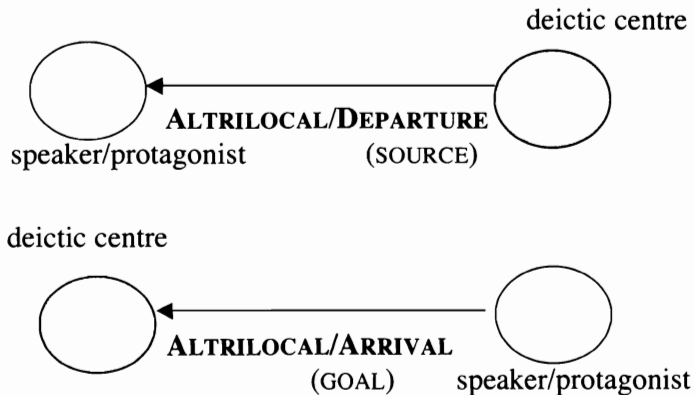 deictic centre
ALTRILOCAL/DEPARTURE
speaker/protagonist (SOURCE)
deictic centre
ALTRILOCAL/ARRIVAL
(GOAL) speaker/protagonist